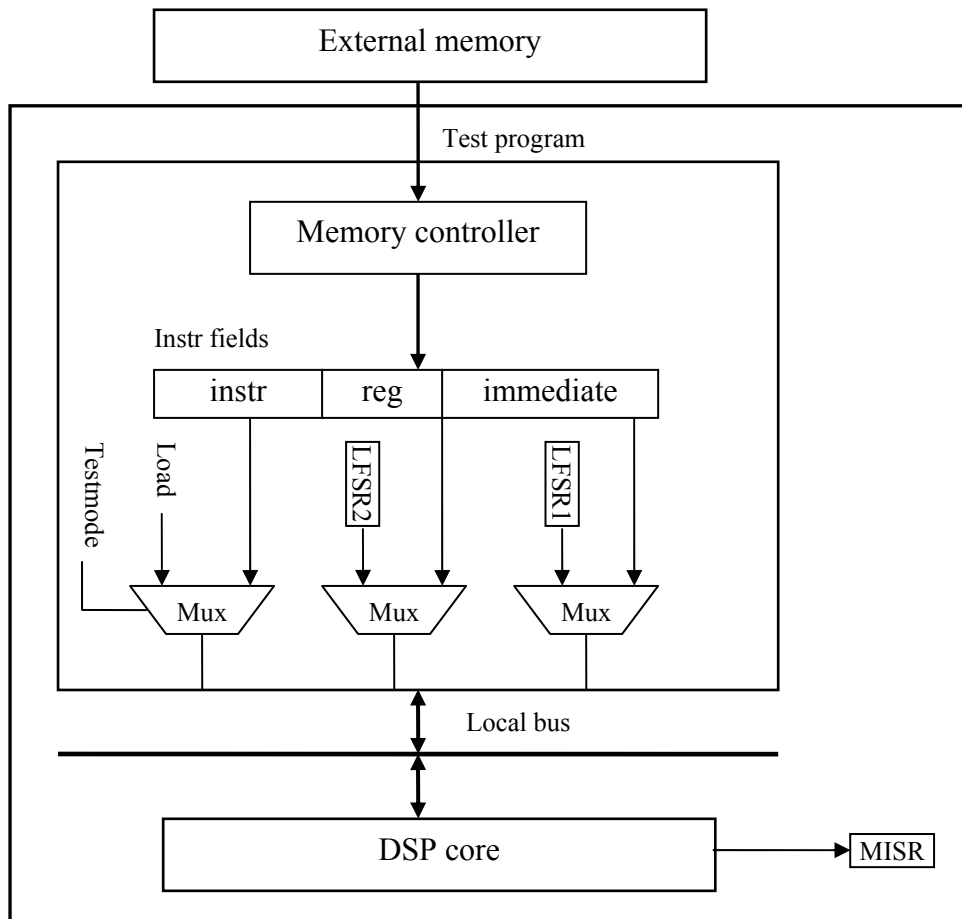 External memory
Test program
Memory controller
Instr fields
instr
reg
immediate
Testmode
Load
LFSR2
LFSR1
Mux
Mux
Mux
Local bus
DSP core
MISR